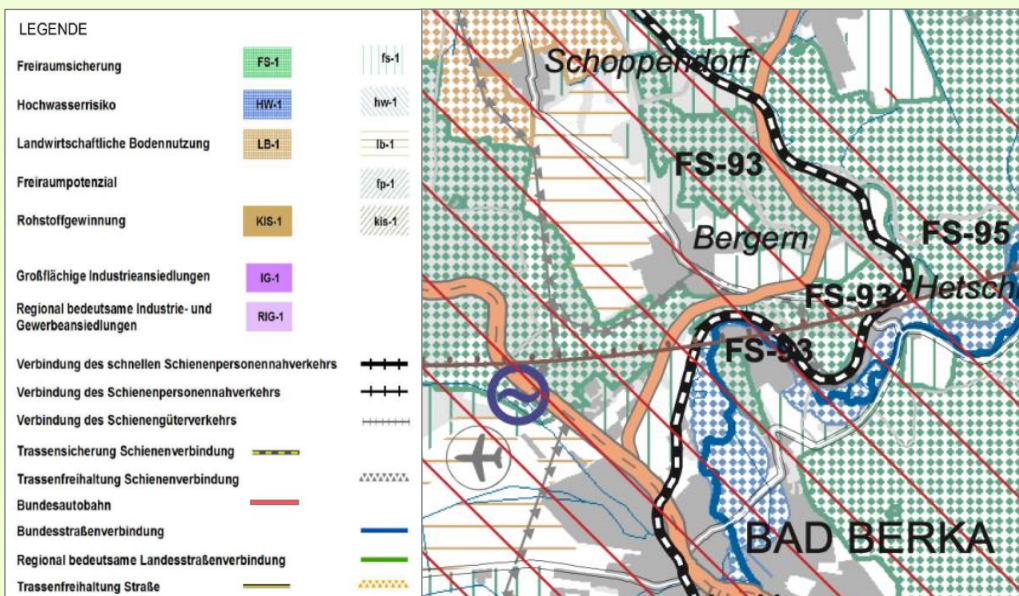 LEGENDE
Freiraumsicherung FS-1 fs-1
Hochwasserrisiko HW-1 hw-1
Landwirtschaftliche Bodennutzung LB-1 lb-1
Freiraumpotenzial fp-1
Rohstoffgewinnung KIS-1 kis-1
Großflächige Industrieansiedlungen IG-1
Regional bedeutsame Industrie- und
Gewerbeansiedlungen RIG-1
Verbindung des schnellen Schienenpersonennahverkehrs
Verbindung des Schienenpersonennahverkehrs
Verbindung des Schienengüterverkehrs
Trassensicherung Schienenverbindung
Trassenfreihaltung Schienenverbindung
Bundesautobahn
Bundesstraßenverbindung
Regional bedeutsame Landesstraßenverbindung
Trassenfreihaltung Straße
Schoppendorf
FS-93
Bergern
FS-95
FS-93
Hetsch
FS-93
BAD BERKA